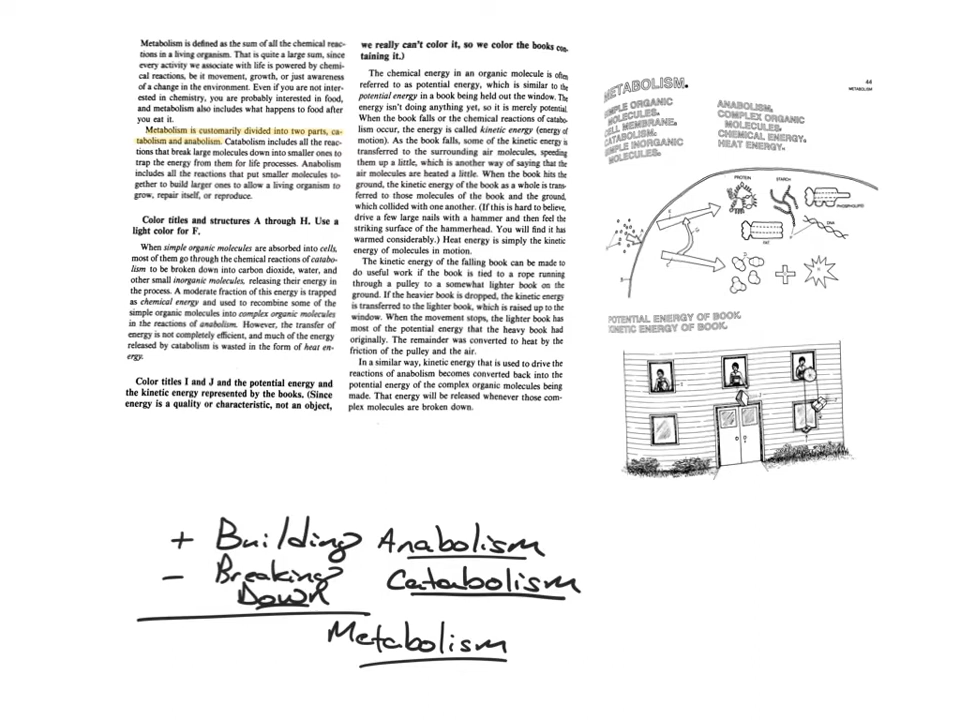 Metabolism is defined as the sum of all the chemical reac-
tions in a living organism. That is quite a large sum, since
every activity we associate with life is powered by chemi-
cal reactions, be it movement, growth, or just awareness
of a change in the environment. Even if you are not inter-
ested in chemistry, you are probably interested in food,
and metabolism also includes what happens to food after
you eat it.
Metabolism is customarily divided into two parts, ca-
tabolism and anabolism. Catabolism includes all the reac-
tions that break large molecules down into smaller ones to
trap the energy from them for life processes. Anabolism
includes all the reactions that put smaller molecules to-
gether to build larger ones to allow a living organism to
grow, repair itself, or reproduce.
Color titles and structures A through H. Use a
light color for F.
When simple organic molecules are absorbed into cells,
most of them go through the chemical reactions of catabo-
lism to be broken down into carbon dioxide, water, and
other small inorganic molecules, releasing their energy in
the process. A moderate fraction of this energy is trapped
as chemical energy and used to recombine some of the
simple organic molecules into complex organic molecules
in the reactions of anabolism. However, the transfer of
energy is not completely efficient, and much of the energy
released by catabolism is wasted in the form of heat en-
ergy.
Color titles I and J and the potential energy and
the kinetic energy represented by the books. (Since
energy is a quality or characteristic, not an object,
we really can't color it, so we color the books con-
taining it.)
The chemical energy in an organic molecule is often
referred to as potential energy, which is similar to the
potential energy in a book being held out the window. The
energy isn't doing anything yet, so it is merely potential.
When the book falls or the chemical reactions of catabo-
lism occur, the energy is called kinetic energy (energy of
motion). As the book falls, some of the kinetic energy is
transferred to the surrounding air molecules, speeding
them up a little, which is another way of saying that the
air molecules are heated a little. When the book hits the
ground, the kinetic energy of the book as a whole is trans-
ferred to those molecules of the book and the ground,
which collided with one another. (If this is hard to believe,
drive a few large nails with a hammer and then feel the
striking surface of the hammerhead. You will find it has
warmed considerably.) Heat energy is simply the kinetic
energy of molecules in motion.
The kinetic energy of the falling book can be made to
do useful work if the book is tied to a rope running
through a pulley to a somewhat lighter book on the
ground. If the heavier book is dropped, the kinetic energy
is transferred to the lighter book, which is raised up to the
window. When the movement stops, the lighter book has
most of the potential energy that the heavy book had
originally. The remainder was converted to heat by the
friction of the pulley and the air.
In a similar way, kinetic energy that is used to drive the
reactions of anabolism becomes converted back into the
potential energy of the complex organic molecules being
made. That energy will be released whenever those com-
plex molecules are broken down.
44
METABOLISM
METABOLISM.
IMPLE ORGANIC
MOLECULES.
CELL MEMBRANE.
CATABOLISM.
IMPLE INORGANIC
MOLECULES.
ANABOLISM.
COMPLEX ORGANIC
MOLECULES.
CHEMICAL ENERGY.
HEAT ENERGY.
PROTEIN
STARCH
PHOSPHOLIPID
DNA
FAT
POTENTIAL ENERGY OF BOOK.
KINETIC ENERGY OF BOOK.
+ Building Anabolism
- Breaking Catabolism
Down
Metabolism